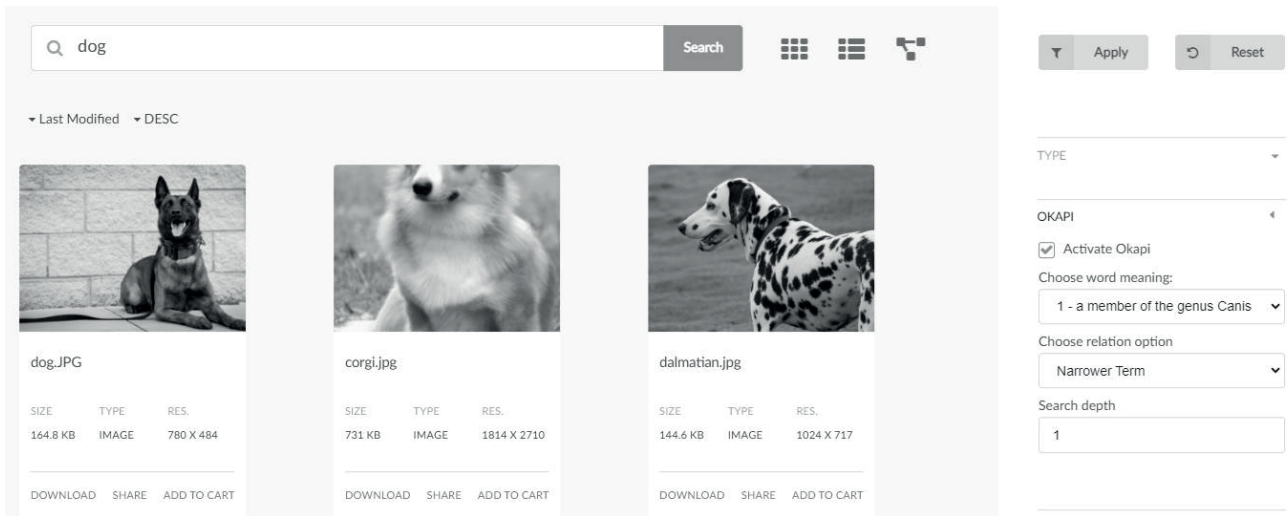 dog
Search
Last Modified DESC
dog.JPG
SIZE TYPE RES.
164.8 KB IMAGE 780 X 484
DOWNLOAD SHARE ADD TO CART
corgi.jpg
SIZE TYPE RES.
731 KB IMAGE 1814 X 2710
DOWNLOAD SHARE ADD TO CART
dalmatian.jpg
SIZE TYPE RES.
144.6 KB IMAGE 1024 X 717
DOWNLOAD SHARE ADD TO CART
Apply Reset
TYPE
OKAPI
Activate Okapi
Choose word meaning:
1 - a member of the genus Canis
Choose relation option
Narrower Term
Search depth
1